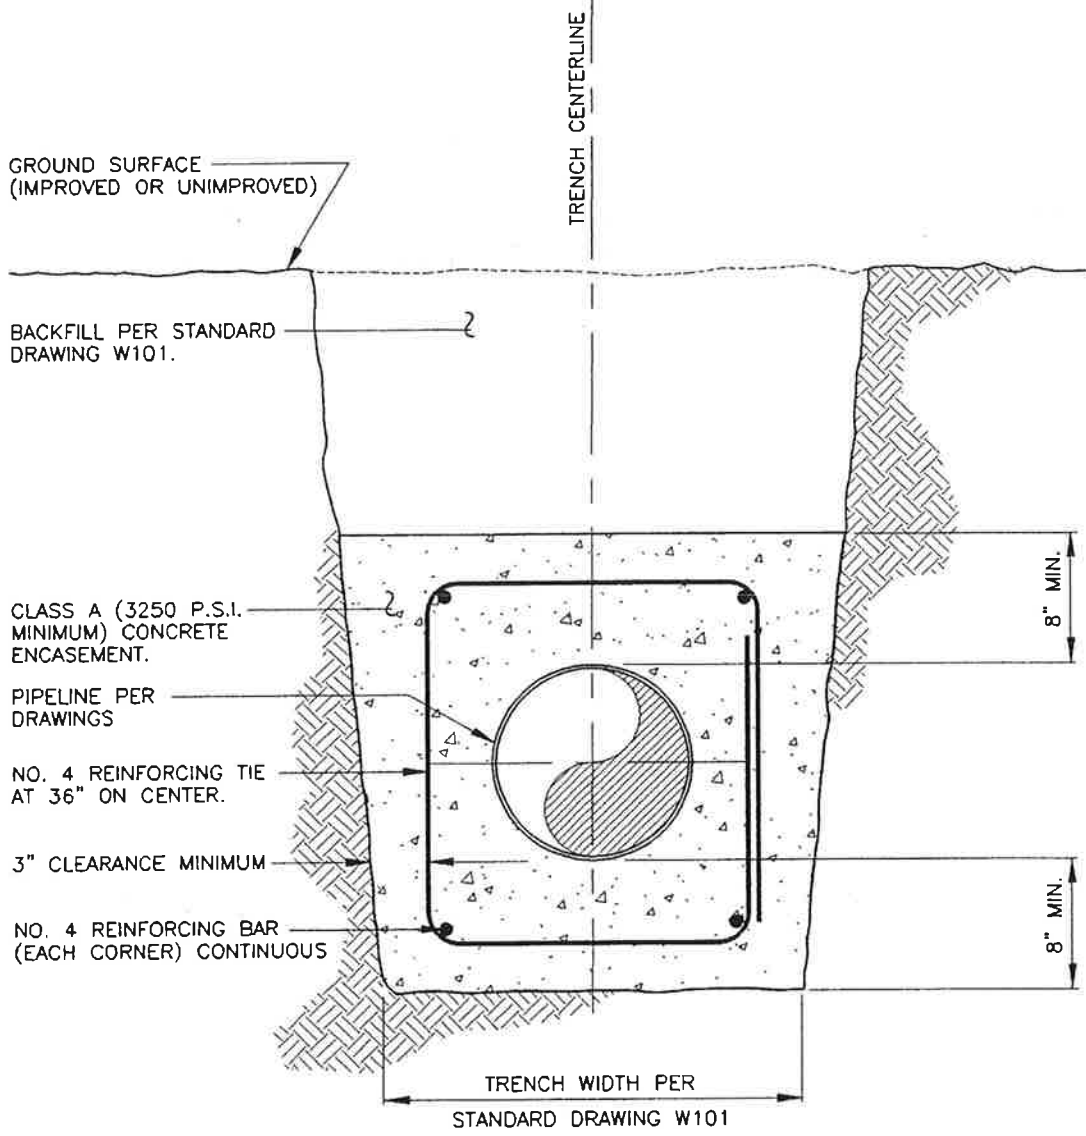 TRENCH CENTERLINE
GROUND SURFACE
(IMPROVED OR UNIMPROVED)
BACKFILL PER STANDARD
DRAWING W101.
CLASS A (3250 P.S.I.
MINIMUM) CONCRETE
ENCASEMENT.
PIPELINE PER
DRAWINGS
NO. 4 REINFORCING TIE
AT 36" ON CENTER.
3" CLEARANCE MINIMUM
NO. 4 REINFORCING BAR
(EACH CORNER) CONTINUOUS
8" MIN.
8" MIN.
TRENCH WIDTH PER
STANDARD DRAWING W101